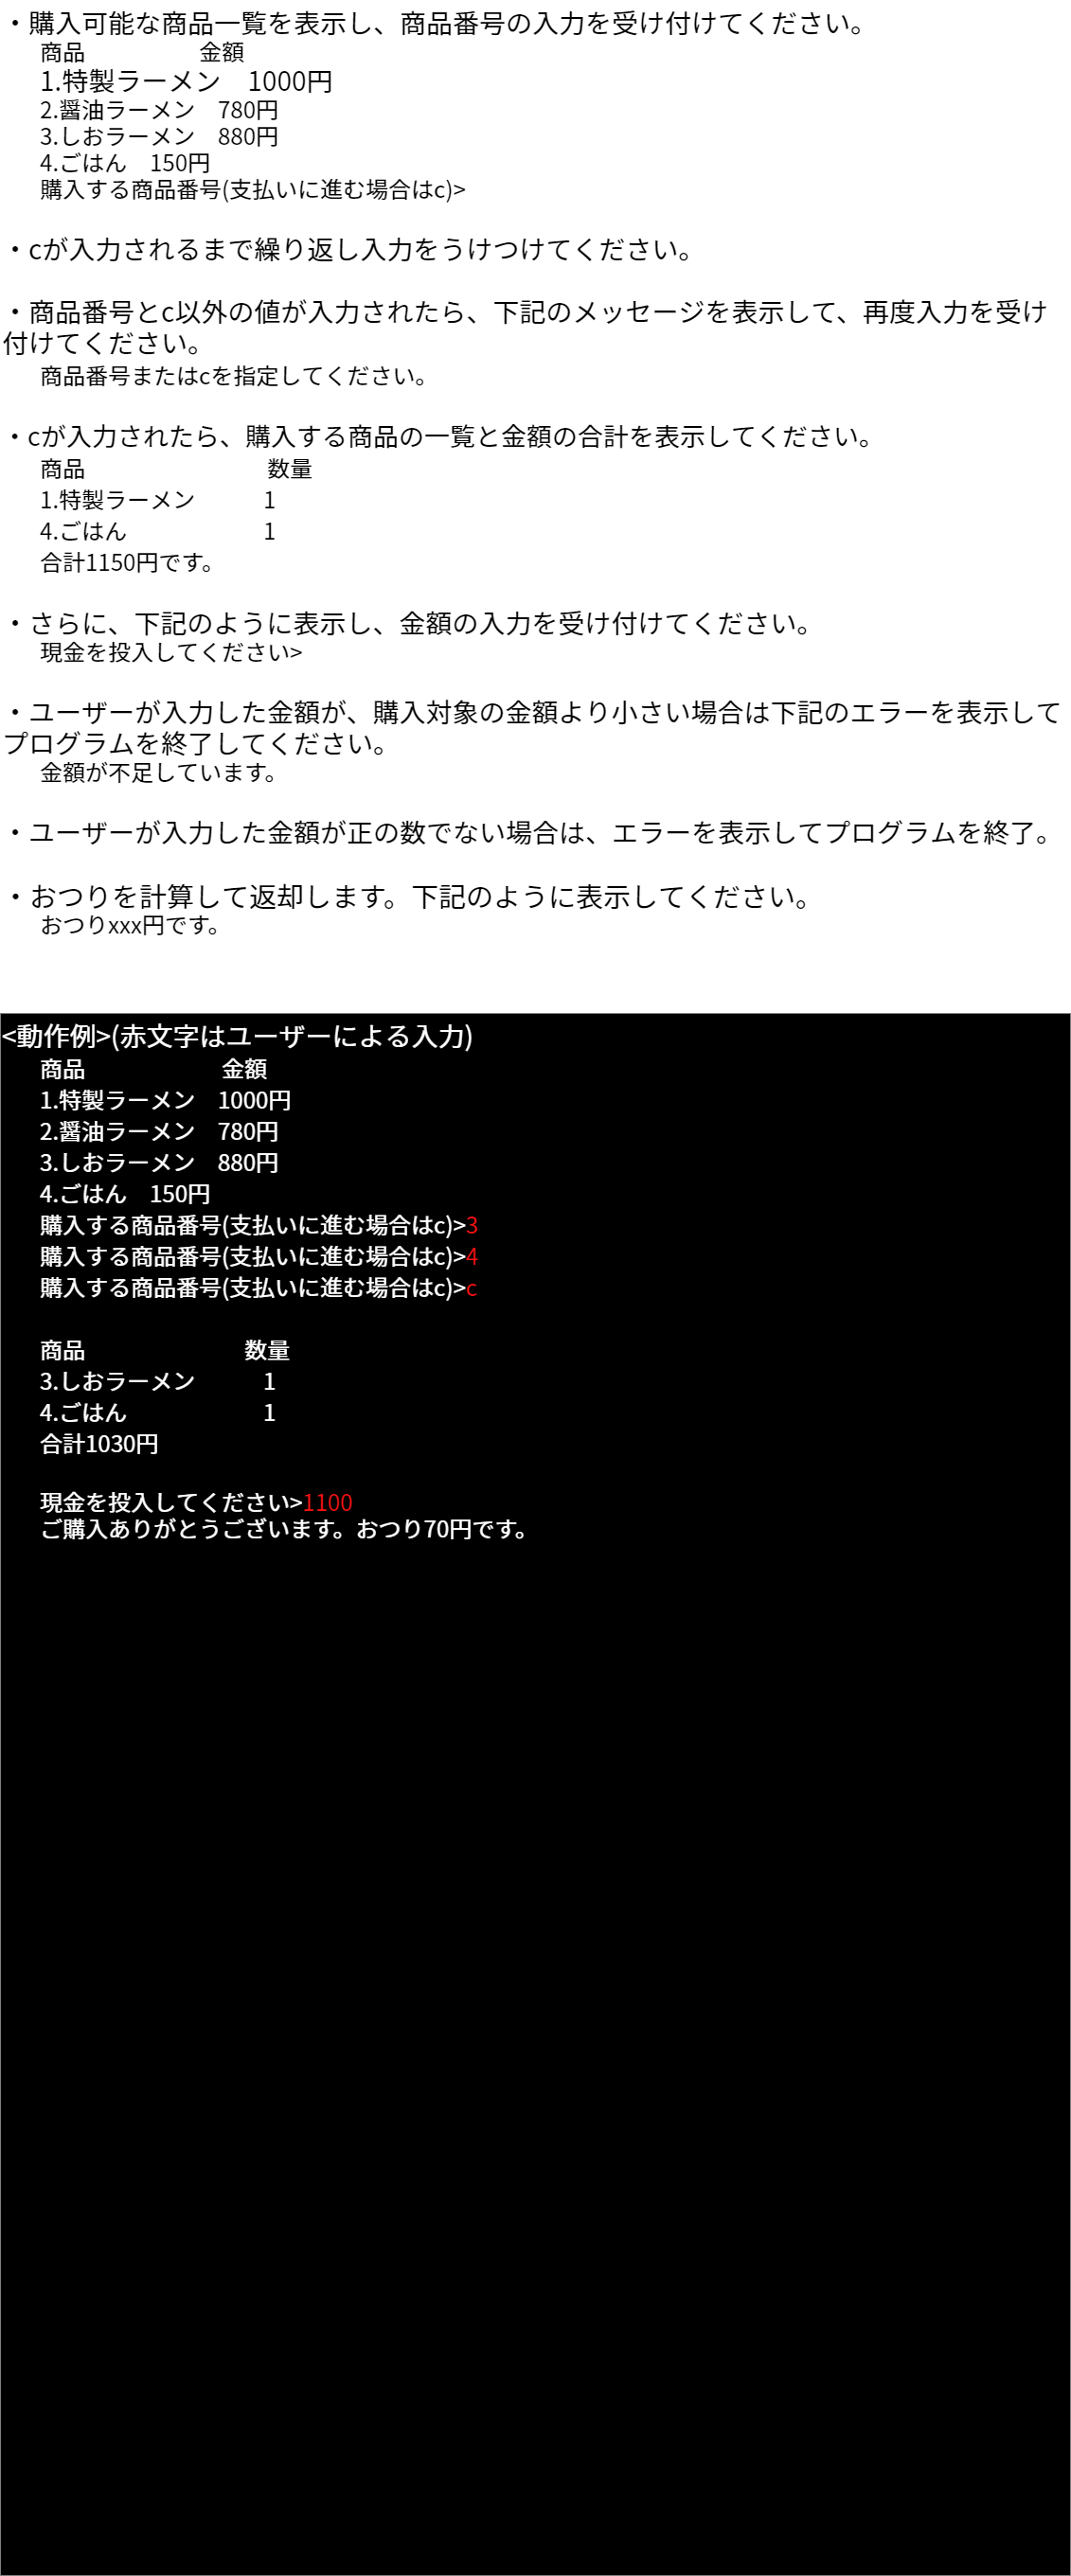 ・購入可能な商品一覧を表示し、商品番号の入力を受け付けてください。
商品　　　　　金額
1.特製ラーメン　1000円
2.醤油ラーメン　780円
3.しおラーメン　880円
4.ごはん　150円
購入する商品番号(支払いに進む場合はc)>
・cが入力されるまで繰り返し入力をうけつけてください。
・商品番号とc以外の値が入力されたら、下記のメッセージを表示して、再度入力を受け
付けてください。
商品番号またはcを指定してください。
・cが入力されたら、購入する商品の一覧と金額の合計を表示してください。
商品　　　　　　　　数量
1.特製ラーメン　　　1
4.ごはん　　　　　　1
合計1150円です。
・さらに、下記のように表示し、金額の入力を受け付けてください。
現金を投入してください>
・ユーザーが入力した金額が、購入対象の金額より小さい場合は下記のエラーを表示して
プログラムを終了してください。
金額が不足しています。
・ユーザーが入力した金額が正の数でない場合は、エラーを表示してプログラムを終了。
・おつりを計算して返却します。下記のように表示してください。
おつりxxx円です。
<動作例>(赤文字はユーザーによる入力)
商品　　　　　　金額
1.特製ラーメン　1000円
2.醤油ラーメン　780円
3.しおラーメン　880円
4.ごはん　150円
購入する商品番号(支払いに進む場合はc)>3
購入する商品番号(支払いに進む場合はc)>4
購入する商品番号(支払いに進む場合はc)>c
商品　　　　　　　数量
3.しおラーメン　　　1
4.ごはん　　　　　　1
合計1030円
現金を投入してください>1100
ご購入ありがとうございます。おつり70円です。